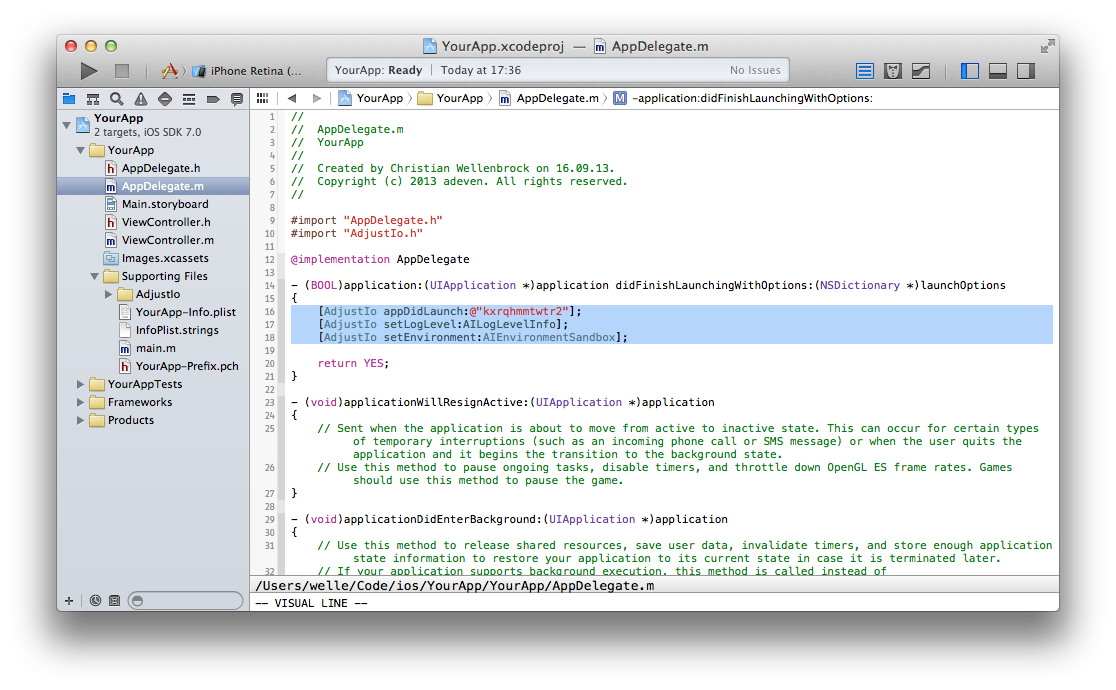 YourApp.xcodeproj — AppDelegate.m
iPhone Retina (...
YourApp: Ready | Today at 17:36
No Issues
YourApp
2 targets, iOS SDK 7.0
YourApp
AppDelegate.h
AppDelegate.m
Main.storyboard
ViewController.h
ViewController.m
Images.xcassets
Supporting Files
AdjustIo
YourApp-Info.plist
InfoPlist.strings
main.m
YourApp-Prefix.pch
YourAppTests
Frameworks
Products
YourApp 〉 YourApp 〉 AppDelegate.m 〉 M -application:didFinishLaunchingWithOptions:
1 //
2 //  AppDelegate.m
3 //  YourApp
4 //
5 //  Created by Christian Wellenbrock on 16.09.13.
6 //  Copyright (c) 2013 adeven. All rights reserved.
7 //
8
9 #import "AppDelegate.h"
10 #import "AdjustIo.h"
11
12 @implementation AppDelegate
13
14 - (BOOL)application:(UIApplication *)application didFinishLaunchingWithOptions:(NSDictionary *)launchOptions
15 {
16     [AdjustIo appDidLaunch:@"kxrqhmmtwtr2"];
17     [AdjustIo setLogLevel:AILogLevelInfo];
18     [AdjustIo setEnvironment:AIEnvironmentSandbox];
19
20     return YES;
21 }
22
23 - (void)applicationWillResignActive:(UIApplication *)application
24 {
25     // Sent when the application is about to move from active to inactive state. This can occur for certain types
of temporary interruptions (such as an incoming phone call or SMS message) or when the user quits the
application and it begins the transition to the background state.
26     // Use this method to pause ongoing tasks, disable timers, and throttle down OpenGL ES frame rates. Games
should use this method to pause the game.
27 }
28
29 - (void)applicationDidEnterBackground:(UIApplication *)application
30 {
31     // Use this method to release shared resources, save user data, invalidate timers, and store enough application
state information to restore your application to its current state in case it is terminated later.
32     // If your application supports background execution, this method is called instead of
/Users/welle/Code/ios/YourApp/YourApp/AppDelegate.m
-- VISUAL LINE --